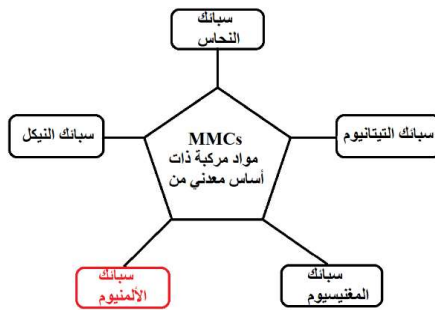 سبائك
النحاس
سبائك التيتانيوم
MMCs
مواد مركبة ذات
أساس معدني من
سبائك النيكل
سبائك
المغنيسيوم
سبائك
الألمنيوم